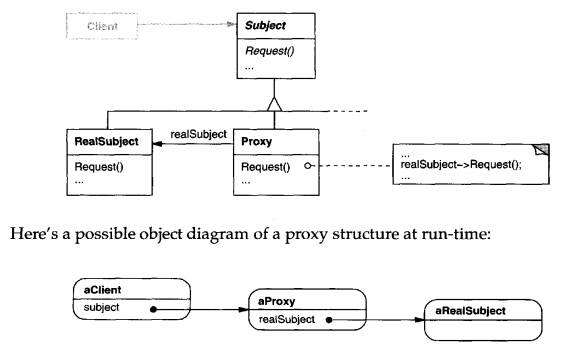 Client
Subject
Request()
...
RealSubject
Request()
...
realSubject
Proxy
Request()
...
...
realSubject->Request();
...
Here's a possible object diagram of a proxy structure at run-time:
aClient
subject
aProxy
realSubject
aRealSubject